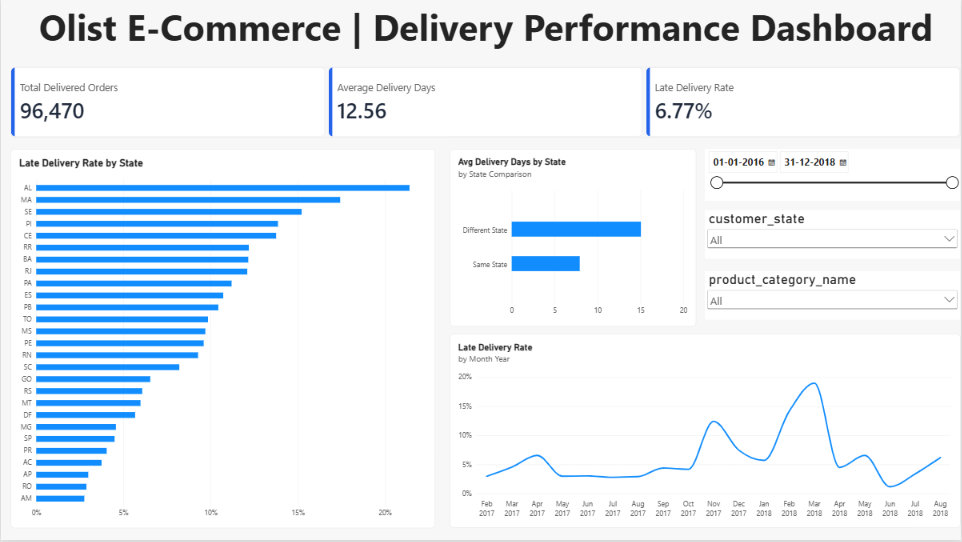 Olist E-Commerce | Delivery Performance Dashboard
Total Delivered Orders
96,470
Average Delivery Days
12.56
Late Delivery Rate
6.77%
Late Delivery Rate by State
AL
MA
SE
PI
CE
RR
BA
RJ
PA
ES
PB
TO
MS
PE
RN
SC
GO
RS
MT
DF
MG
SP
PR
AC
AP
RO
AM
0% 5% 10% 15% 20%
Avg Delivery Days by State
by State Comparison
Different State
Same State
0 5 10 15 20
01-01-2016 31-12-2018
customer_state
All
product_category_name
All
Late Delivery Rate
by Month Year
20%
15%
10%
5%
0%
Feb Mar Apr May Jun Jul Aug Sep Oct Nov Dec Jan Feb Mar Apr May Jun Jul Aug
2017 2017 2017 2017 2017 2017 2017 2017 2017 2017 2017 2018 2018 2018 2018 2018 2018 2018 2018